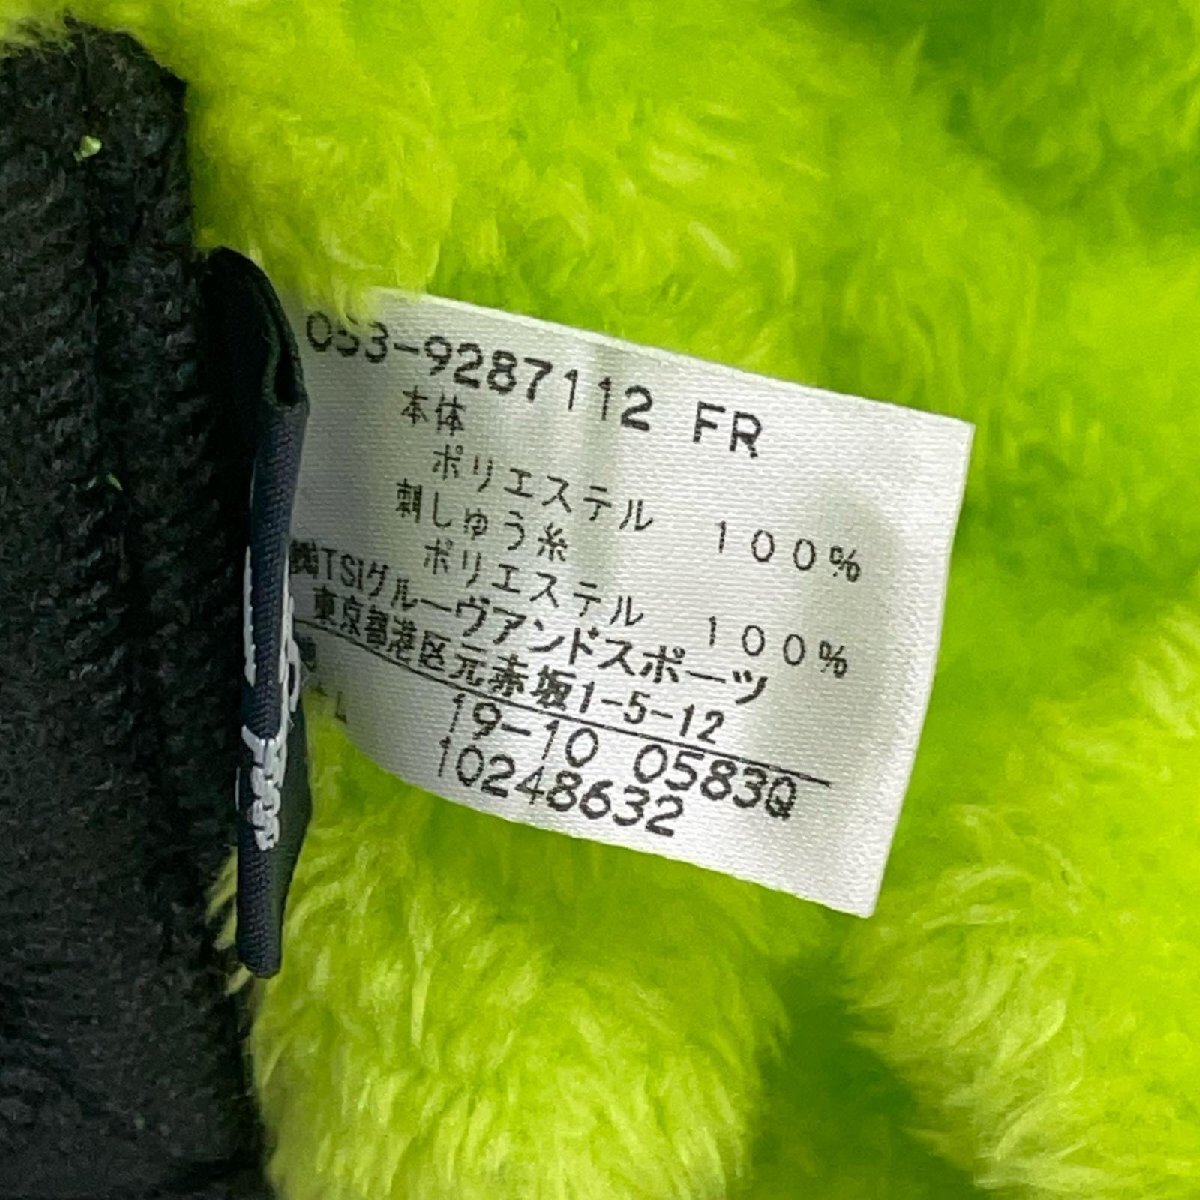 053-9287112 FR
本体
ポリエステル 100%
刺しゅう糸
ポリエステル 100%
㈱TSIグルーヴアンドスポーツ
東京都港区元赤坂1-5-12
19-10 0583Q
10248632